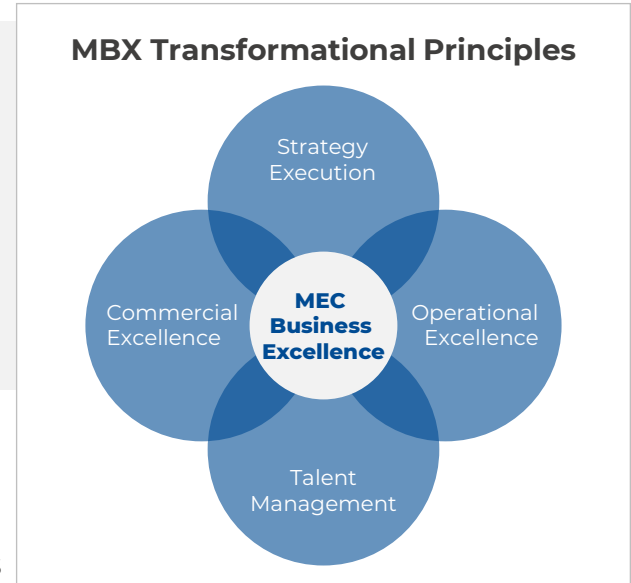 MBX Transformational Principles
Strategy
Execution
Commercial
Excellence
MEC
Business
Excellence
Operational
Excellence
Talent
Management